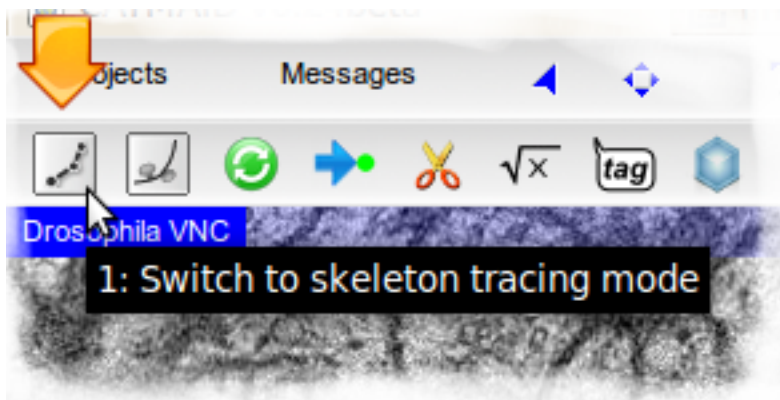 Messages
√x
tag
Drosophila VNC
1: Switch to skeleton tracing mode